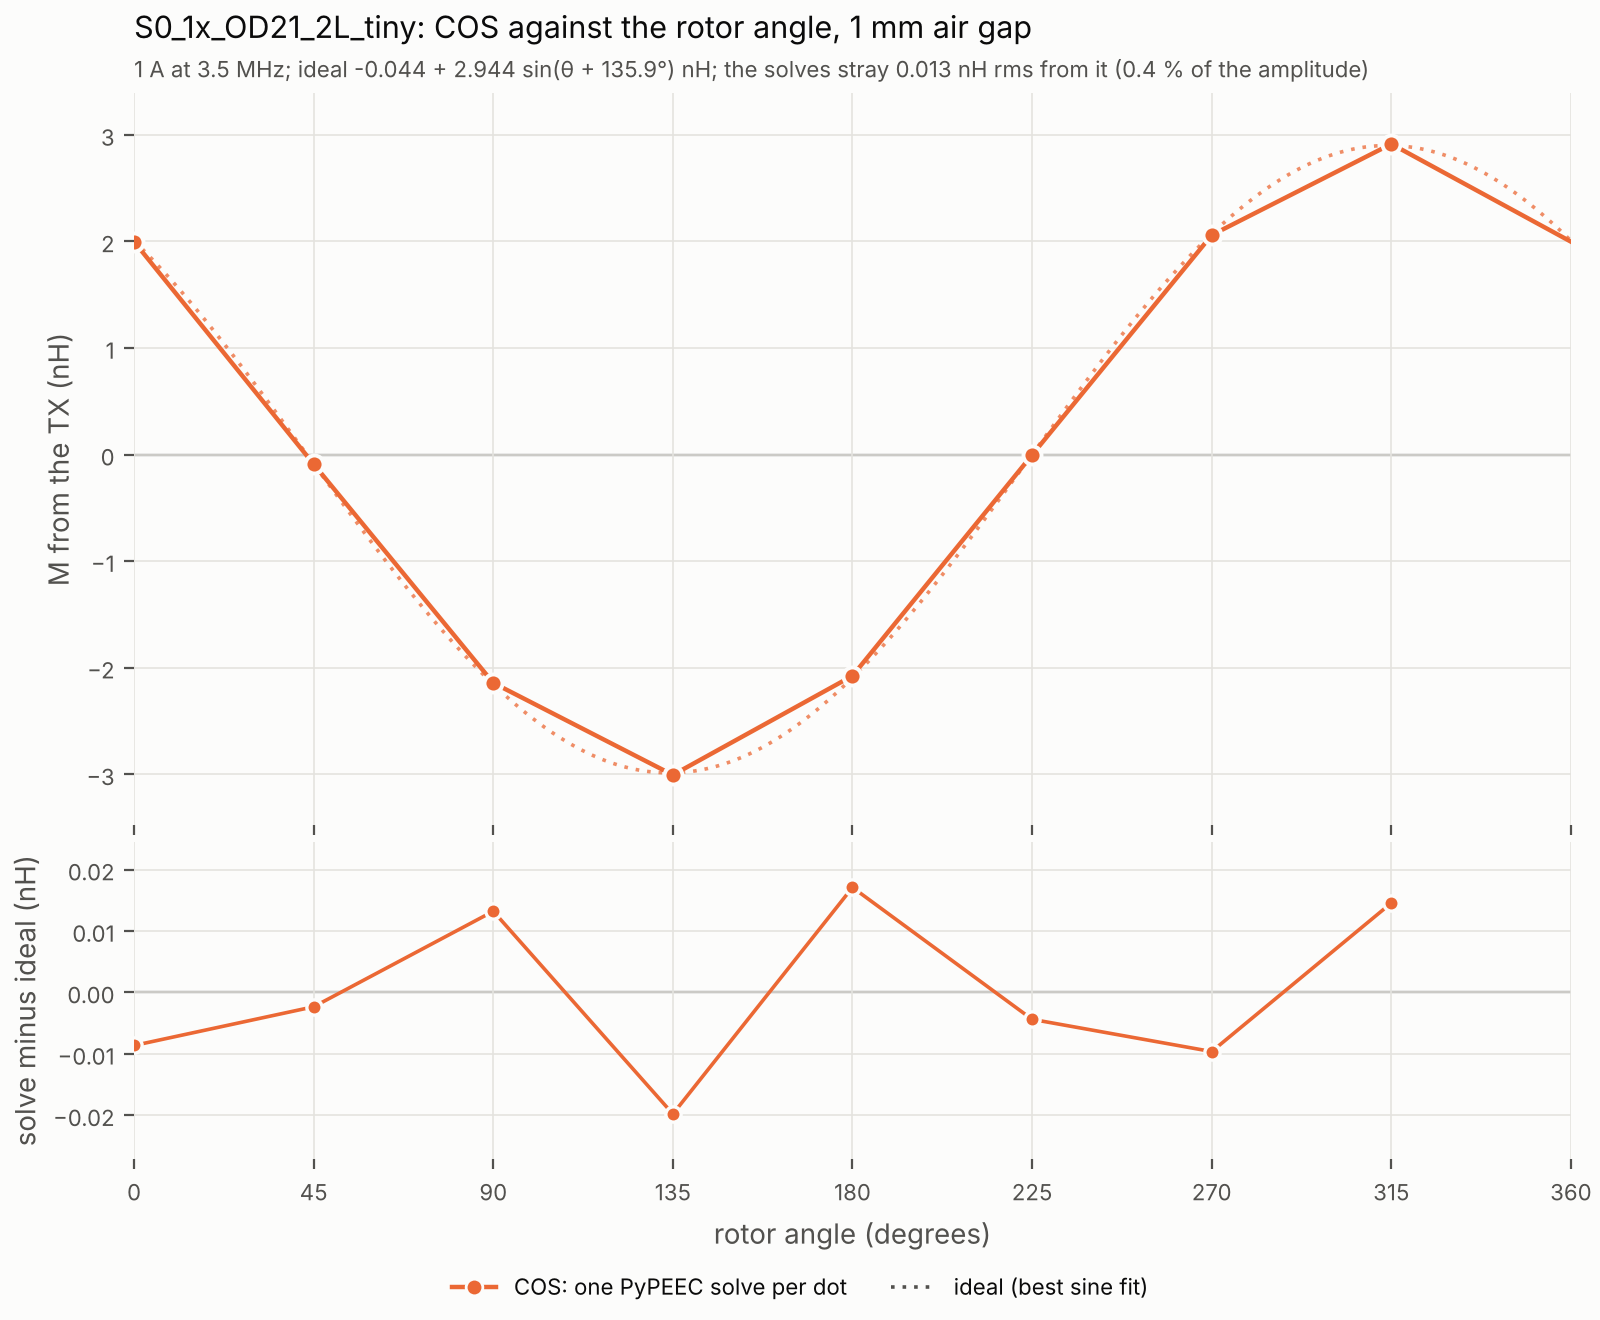 S0_1x_OD21_2L_tiny: COS against the rotor angle, 1 mm air gap
1 A at 3.5 MHz; ideal -0.044 + 2.944 sin(θ + 135.9°) nH; the solves stray 0.013 nH rms from it (0.4 % of the amplitude)
M from the TX (nH)
3
2
1
0
−1
−2
−3
solve minus ideal (nH)
0.02
0.01
0.00
−0.01
−0.02
0 45 90 135 180 225 270 315 360
rotor angle (degrees)
COS: one PyPEEC solve per dot ideal (best sine fit)